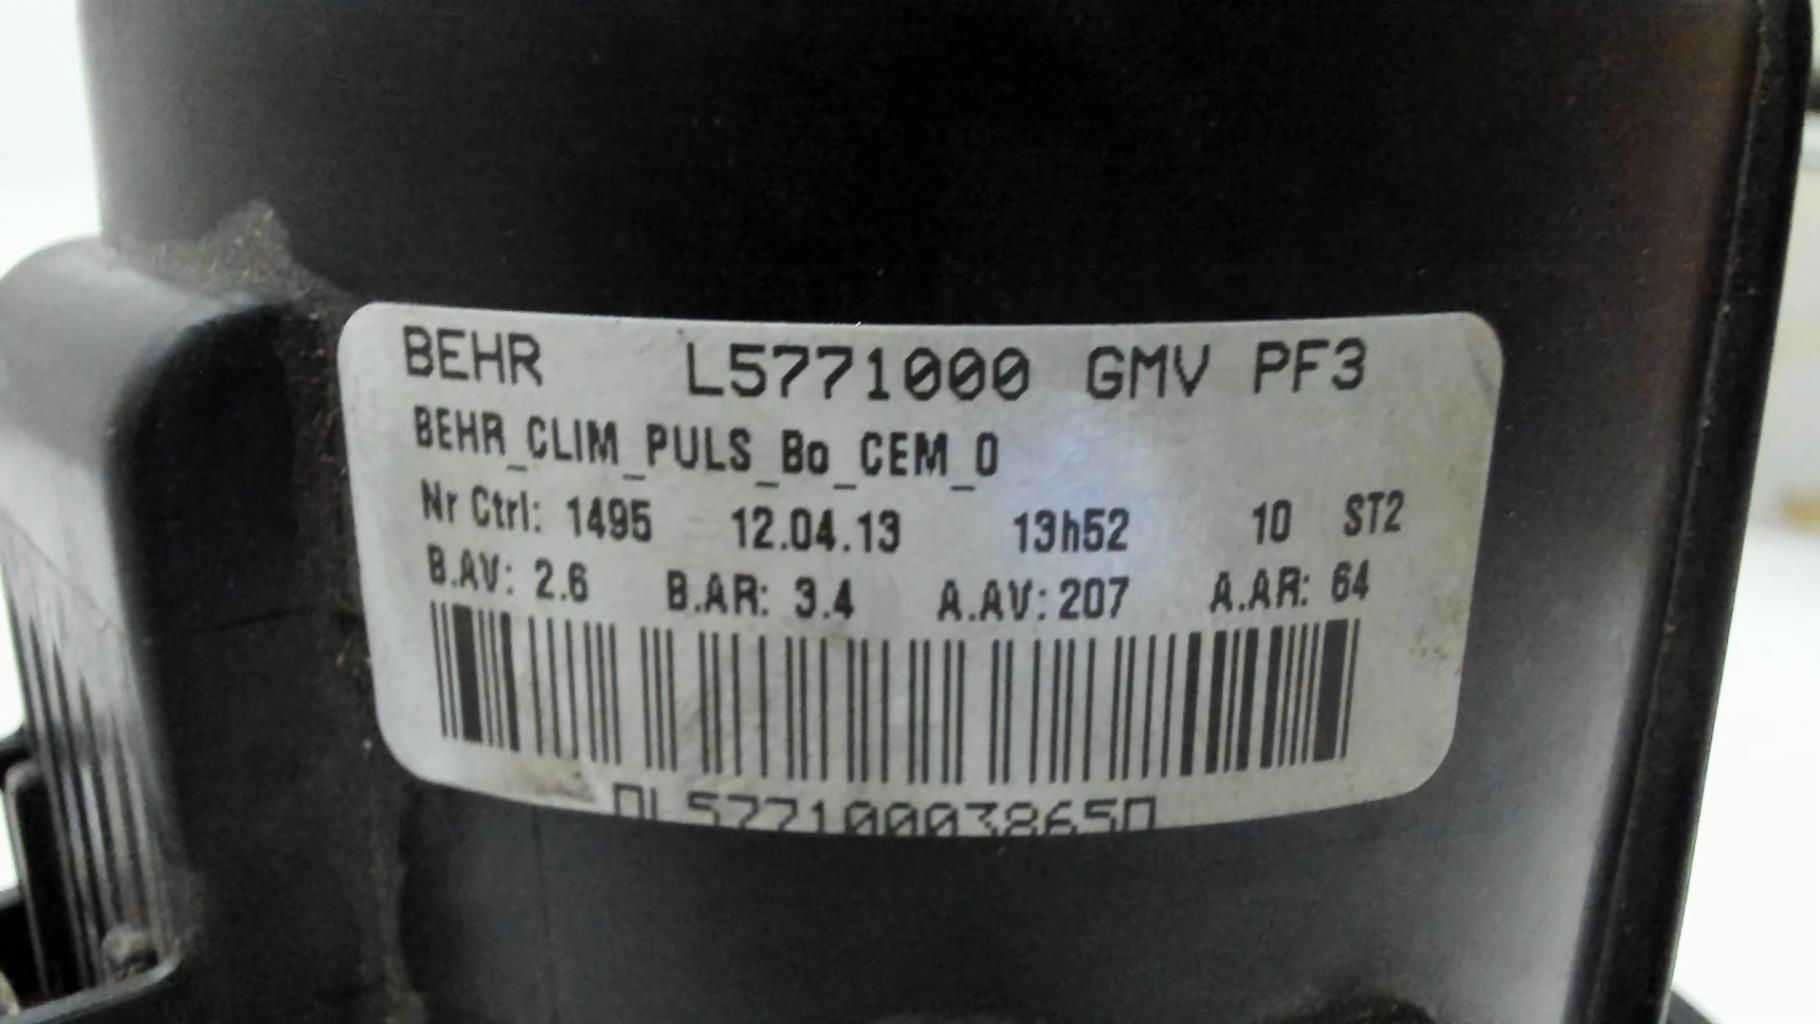 BEHR L5771000 GMV PF3
BEHR_CLIM_PULS_Bo_CEM_0
Nr Ctrl: 1495 12.04.13 13h52 10 ST2
B.AV: 2.6 B.AR: 3.4 A.AV: 207 A.AR: 64
0L577100038650